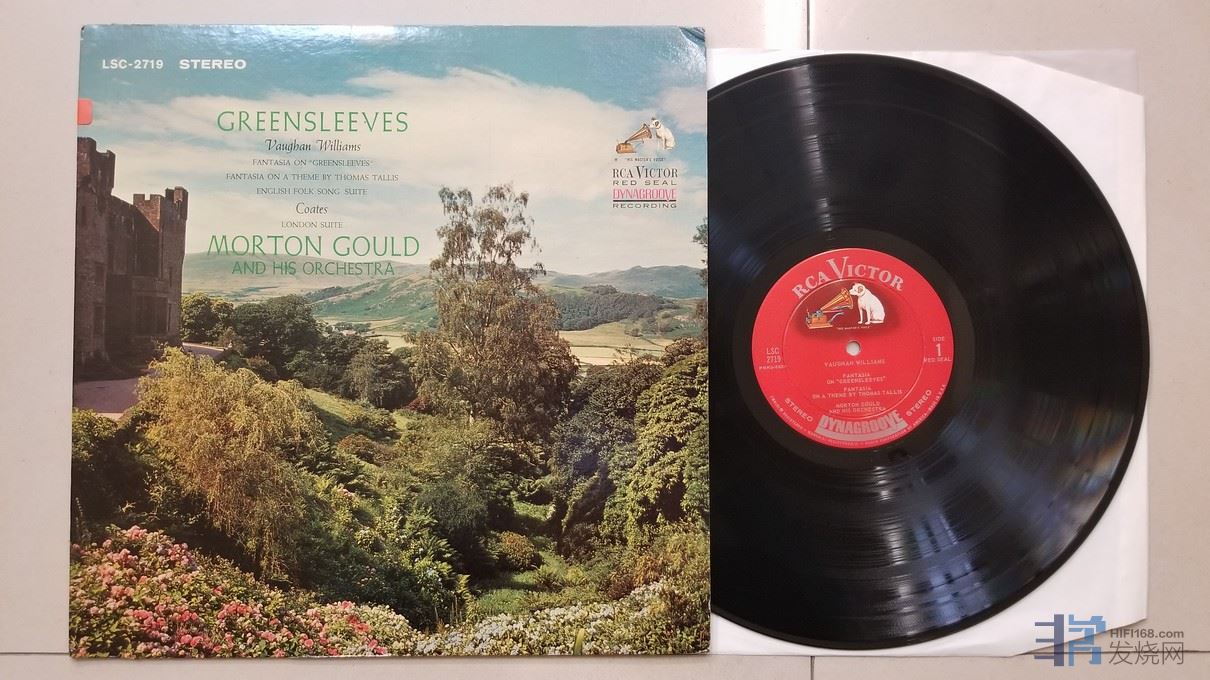 LSC-2719 STEREO
GREENSLEEVES
Vaughan Williams
FANTASIA ON "GREENSLEEVES"
FANTASIA ON A THEME BY THOMAS TALLIS
ENGLISH FOLK SONG SUITE
Coates
LONDON SUITE
MORTON GOULD
AND HIS ORCHESTRA
"HIS MASTER'S VOICE"
RCA VICTOR
RED SEAL
DYNAGROOVE
RECORDING
RCA VICTOR
"HIS MASTER'S VOICE"
LSC
2719
SIDE
1
RED SEAL
VAUGHAN WILLIAMS
FANTASIA
ON "GREENSLEEVES"
FANTASIA
ON A THEME BY THOMAS TALLIS
MORTON GOULD
AND HIS ORCHESTRA
STEREO
DYNAGROOVE
STEREO
HIFI168.com
发烧网